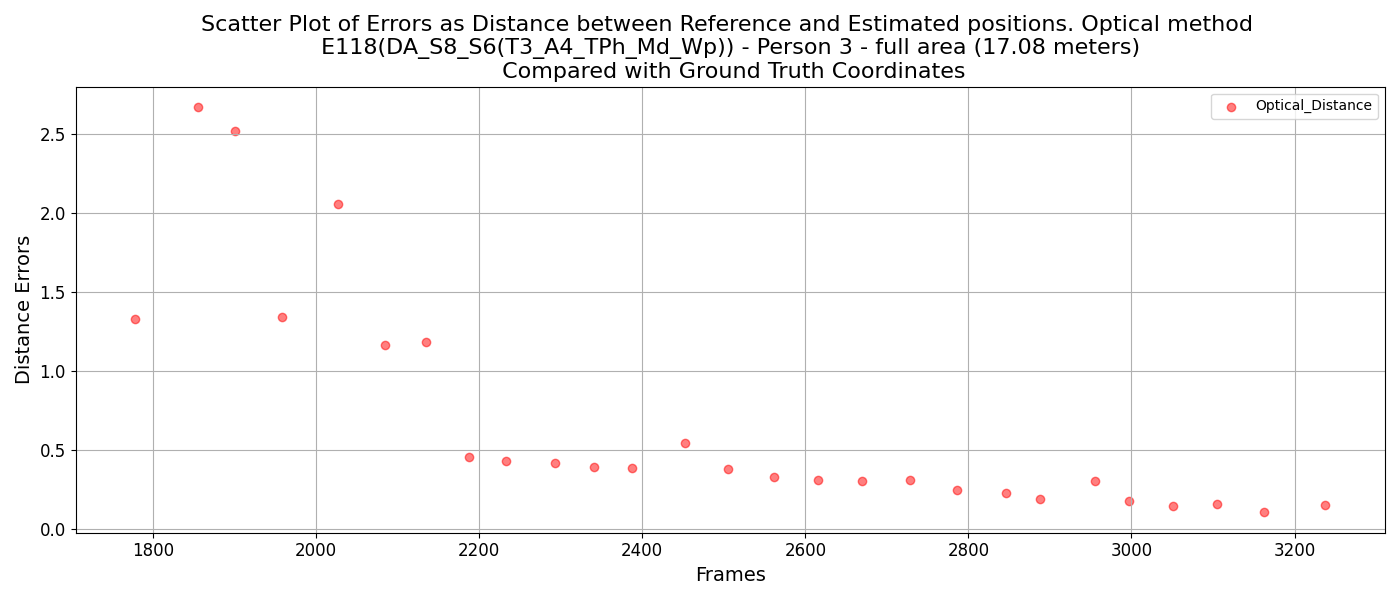 Scatter Plot of Errors as Distance between Reference and Estimated positions. Optical method
E118(DA_S8_S6(T3_A4_TPh_Md_Wp)) - Person 3 - full area (17.08 meters)
Compared with Ground Truth Coordinates
Optical_Distance
Distance Errors
2.5
2.0
1.5
1.0
0.5
0.0
1800 2000 2200 2400 2600 2800 3000 3200
Frames